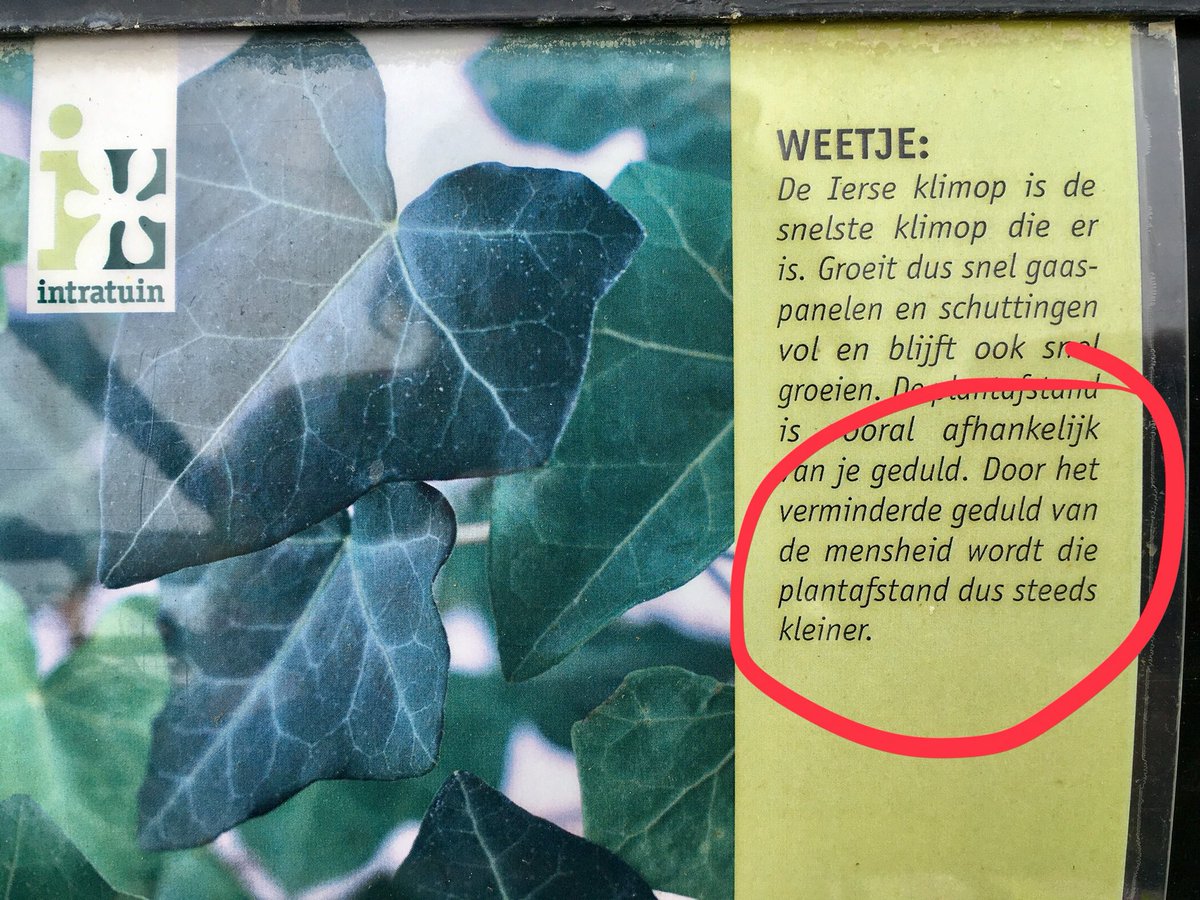 intratuin
WEETJE:
De Ierse klimop is de
snelste klimop die er
is. Groeit dus snel gaas-
panelen en schuttingen
vol en blijft ook snel
groeien. De plantafstand
is vooral afhankelijk
van je geduld. Door het
verminderde geduld van
de mensheid wordt die
plantafstand dus steeds
kleiner.